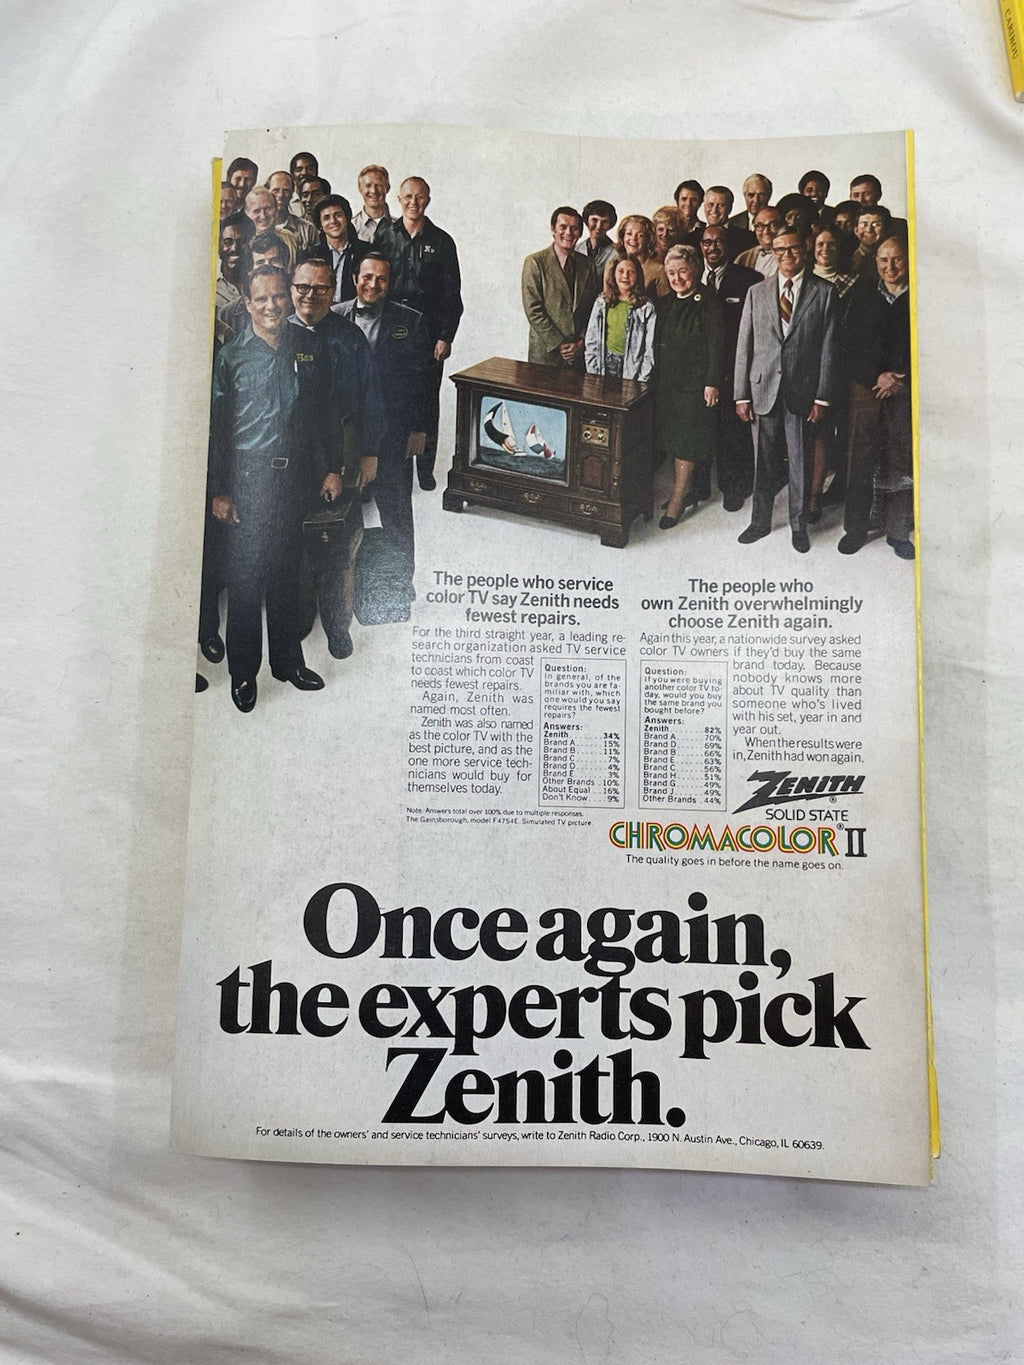 CARIBOU
Ben
The people who service
color TV say Zenith needs
fewest repairs.
For the third straight year, a leading re-
search organization asked TV service
technicians from coast
to coast which color TV
needs fewest repairs.
Again, Zenith was
named most often.
Zenith was also named
as the color TV with the
best picture, and as the
one more service tech-
nicians would buy for
themselves today.
Question:
In general, of the
brands you are fa-
miliar with, which
one would you say
requires the fewest
repairs?
Answers:
Zenith.......34%
Brand A.....15%
Brand B.....11%
Brand C......7%
Brand D......4%
Brand E......3%
Other Brands..10%
About Equal...16%
Don't Know....9%
Note: Answers total over 100% due to multiple responses.
The Gainsborough, model F4754E. Simulated TV picture.
The people who
own Zenith overwhelmingly
choose Zenith again.
Again this year, a nationwide survey asked
color TV owners if they'd buy the same
brand today. Because
nobody knows more
about TV quality than
someone who's lived
with his set, year in and
year out.
When the results were
in, Zenith had won again.
Question:
If you were buying
another color TV to-
day, would you buy
the same brand you
bought before?
Answers:
Zenith.......82%
Brand A.....70%
Brand D.....69%
Brand B.....66%
Brand E.....63%
Brand C.....56%
Brand H.....51%
Brand G.....49%
Brand J.....49%
Other Brands..44%
ZENITH®
SOLID STATE
CHROMACOLOR® II
The quality goes in before the name goes on.
Once again,
the experts pick
Zenith.
For details of the owners' and service technicians' surveys, write to Zenith Radio Corp., 1900 N. Austin Ave., Chicago, IL 60639.